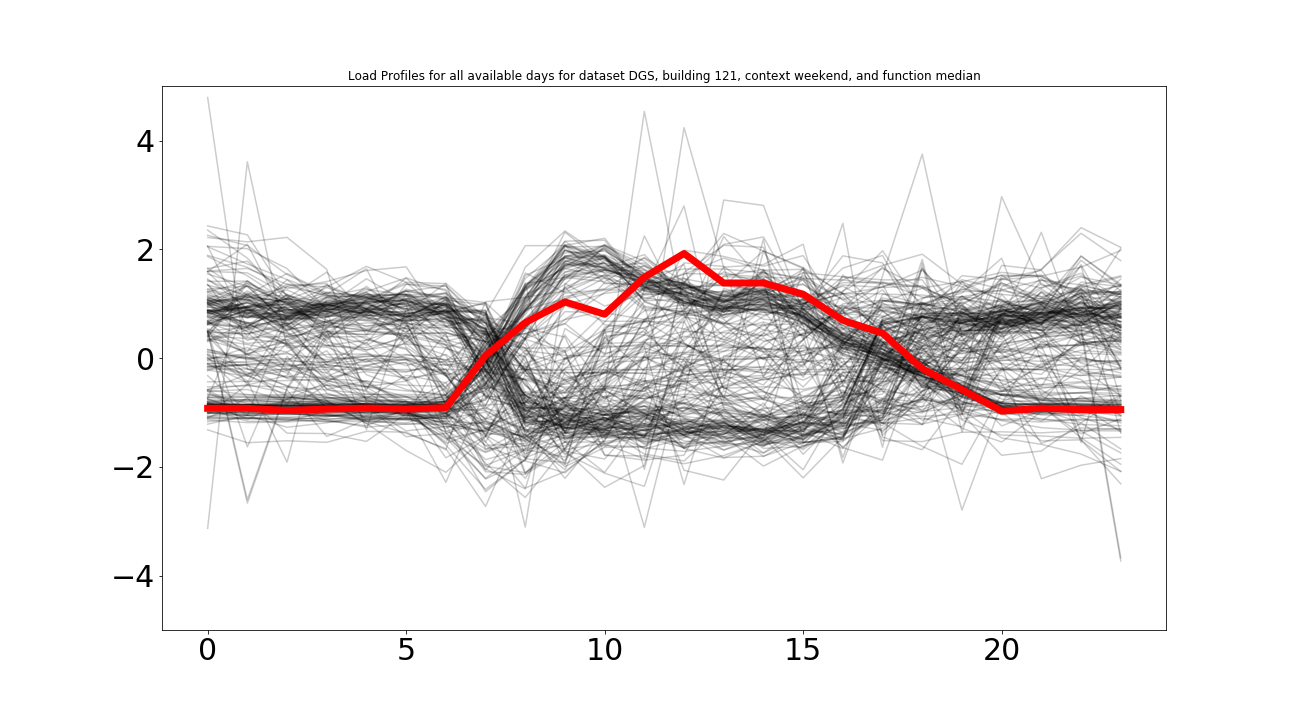 Load Profiles for all available days for dataset DGS, building 121, context weekend, and function median
4
2
0
−2
−4
0 5 10 15 20